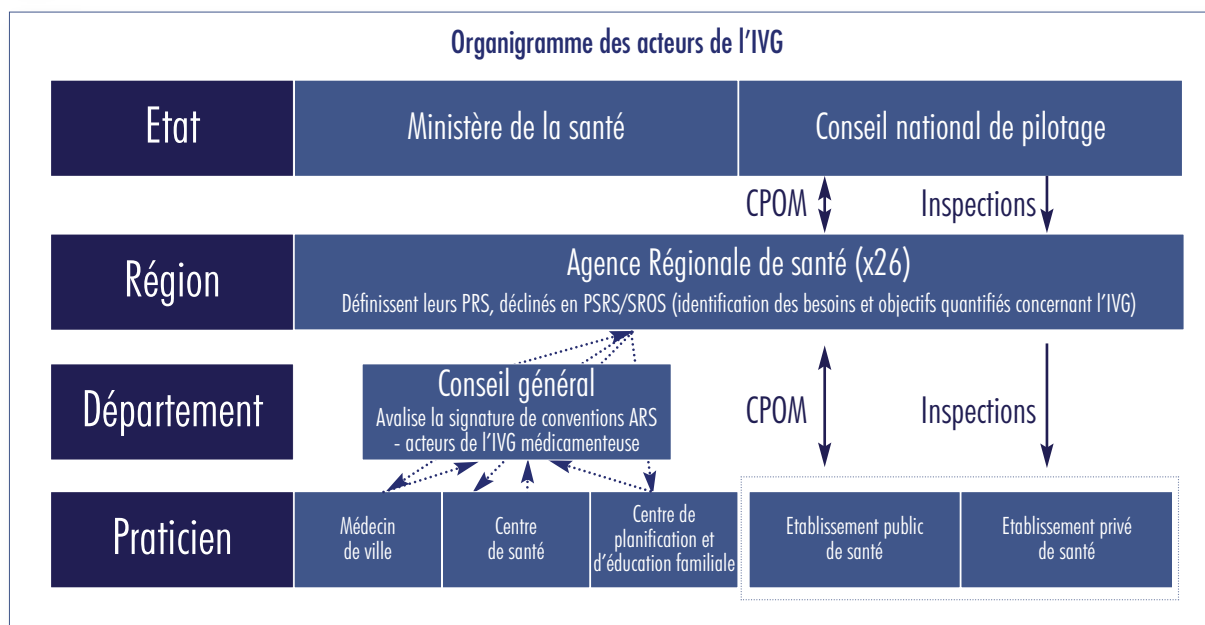 Organigramme des acteurs de l'IVG
Etat
Ministère de la santé
Conseil national de pilotage
CPOM
Inspections
Région
Agence Régionale de santé (x26)
Définissent leurs PRS, déclinés en PSRS/SROS (identification des besoins et objectifs quantifiés concernant l'IVG)
Département
Conseil général
Avalise la signature de conventions ARS
- acteurs de l'IVG médicamenteuse
CPOM
Inspections
Praticien
Médecin
de ville
Centre
de santé
Centre de
planification et
d'éducation familiale
Etablissement public
de santé
Etablissement privé
de santé